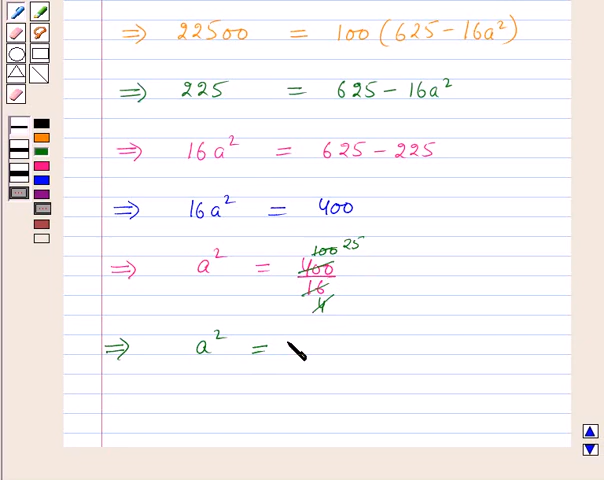 ⇒ 22500 = 100 (625 - 16a²)
⇒ 225 = 625 - 16a²
⇒ 16a² = 625 - 225
⇒ 16a² = 400
100 25
⇒ a² = 400/16
4
⇒ a² =